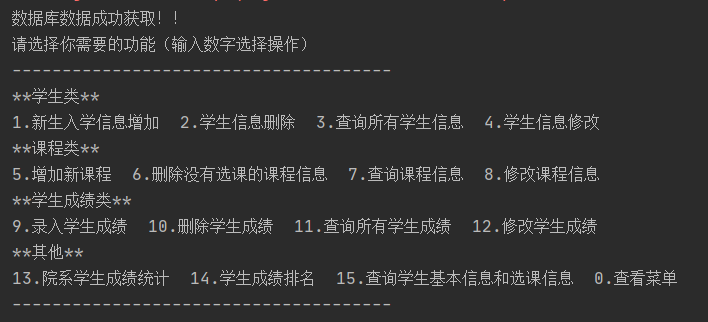 数据库数据成功获取！！
请选择你需要的功能（输入数字选择操作）
--------------------------------------
**学生类**
1.新生入学信息增加  2.学生信息删除  3.查询所有学生信息  4.学生信息修改
**课程类**
5.增加新课程  6.删除没有选课的课程信息  7.查询课程信息  8.修改课程信息
**学生成绩类**
9.录入学生成绩  10.删除学生成绩  11.查询所有学生成绩  12.修改学生成绩
**其他**
13.院系学生成绩统计  14.学生成绩排名  15.查询学生基本信息和选课信息  0.查看菜单
--------------------------------------